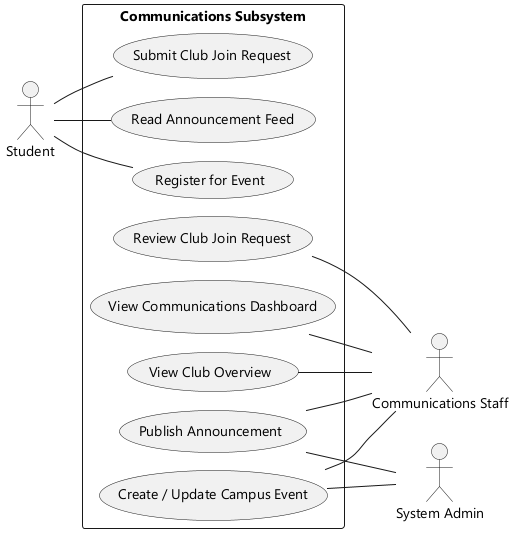 Communications Subsystem
Submit Club Join Request
Read Announcement Feed
Student
Register for Event
Review Club Join Request
View Communications Dashboard
View Club Overview
Communications Staff
Publish Announcement
Create / Update Campus Event
System Admin